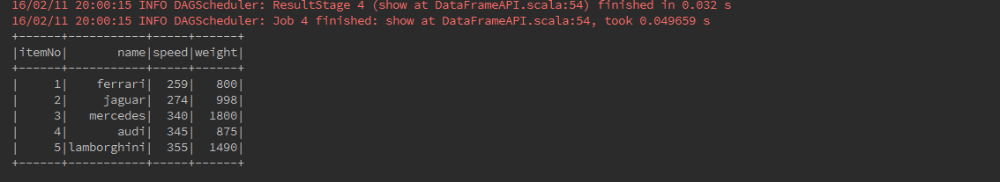 16/02/11 20:00:15 INFO DAGScheduler: ResultStage 4 (show at DataFrameAPI.scala:54) finished in 0.032 s
16/02/11 20:00:15 INFO DAGScheduler: Job 4 finished: show at DataFrameAPI.scala:54, took 0.049659 s
+------+-----------+-----+------+
|itemNo|       name|speed|weight|
+------+-----------+-----+------+
|     1|    ferrari|  259|   800|
|     2|     jaguar|  274|   998|
|     3|   mercedes|  340|  1800|
|     4|       audi|  345|   875|
|     5|lamborghini|  355|  1490|
+------+-----------+-----+------+